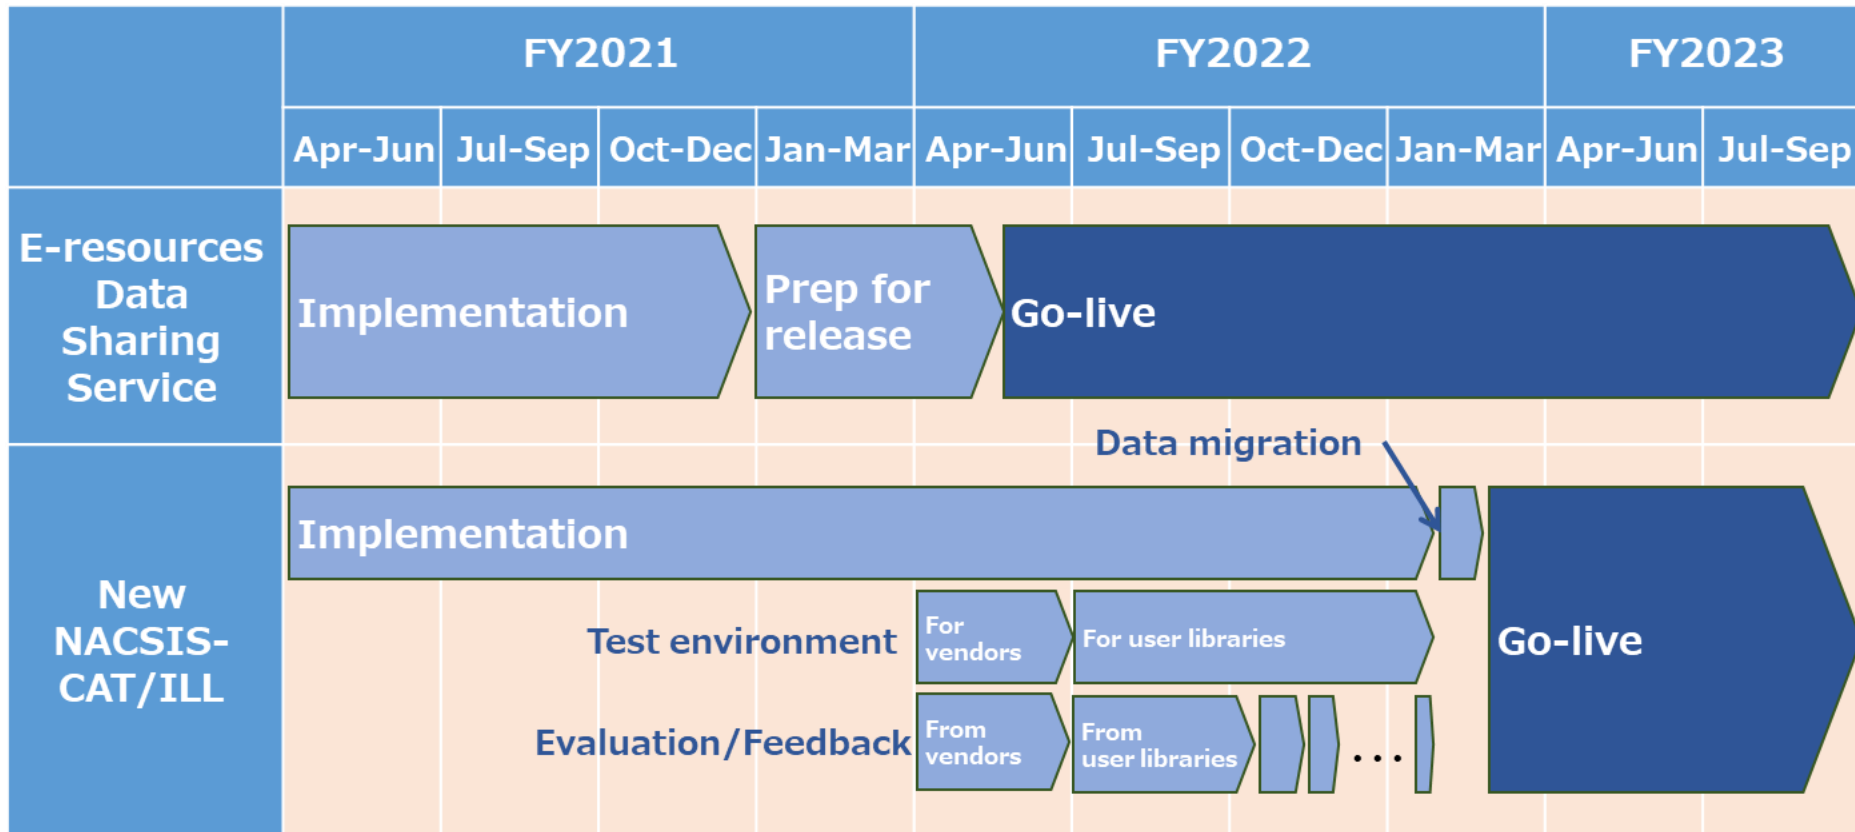 FY2021 FY2022 FY2023
Apr-Jun Jul-Sep Oct-Dec Jan-Mar Apr-Jun Jul-Sep Oct-Dec Jan-Mar Apr-Jun Jul-Sep
E-resources
Data
Sharing
Service
Implementation
Prep for
release
Go-live
Data migration
New
NACSIS-
CAT/ILL
Implementation
Test environment
For
vendors
For user libraries
Evaluation/Feedback
From
vendors
From
user libraries
...
Go-live